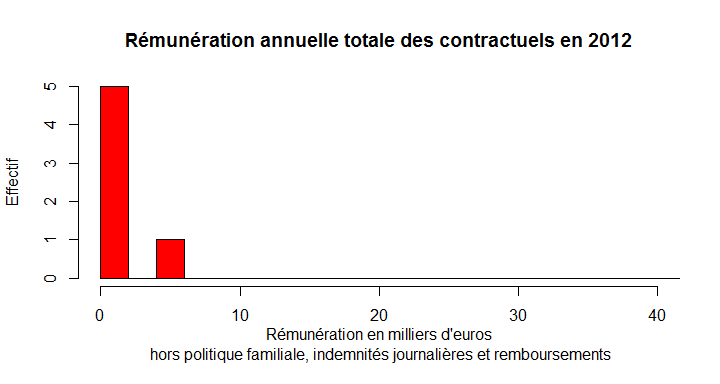 Rémunération annuelle totale des contractuels en 2012
Effectif
5
4
3
2
1
0
0 10 20 30 40
Rémunération en milliers d'euros
hors politique familiale, indemnités journalières et remboursements